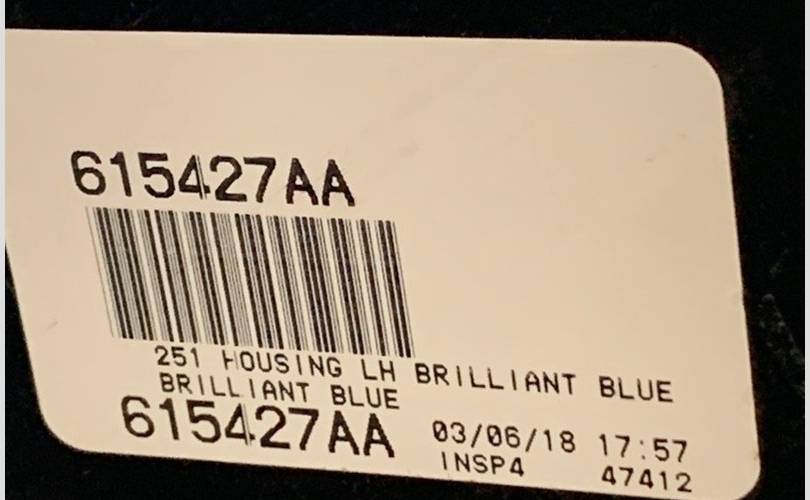 615427AA
251 HOUSING LH BRILLIANT BLUE
BRILLIANT BLUE
615427AA 03/06/18 17:57
INSP4 47412